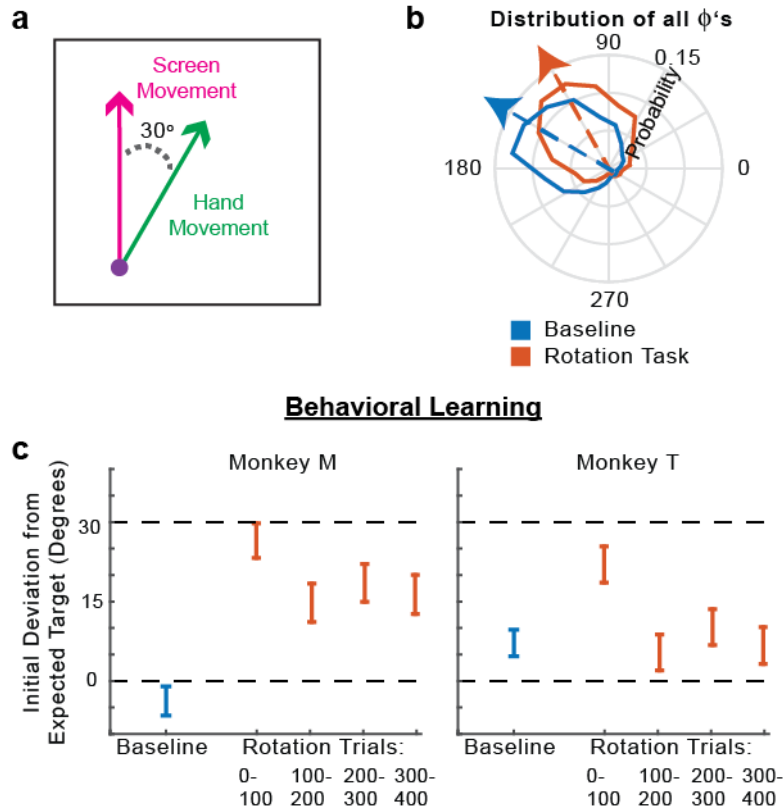 a
Screen
Movement
30°
Hand
Movement
b
Distribution of all ϕ's
90
0.15
Probability
180
0
270
Baseline
Rotation Task
Behavioral Learning
c
Monkey M
Monkey T
Initial Deviation from
Expected Target (Degrees)
30
15
0
Baseline
Rotation Trials:
0-
100
100-
200
200-
300
300-
400
Baseline
Rotation Trials:
0-
100
100-
200
200-
300
300-
400